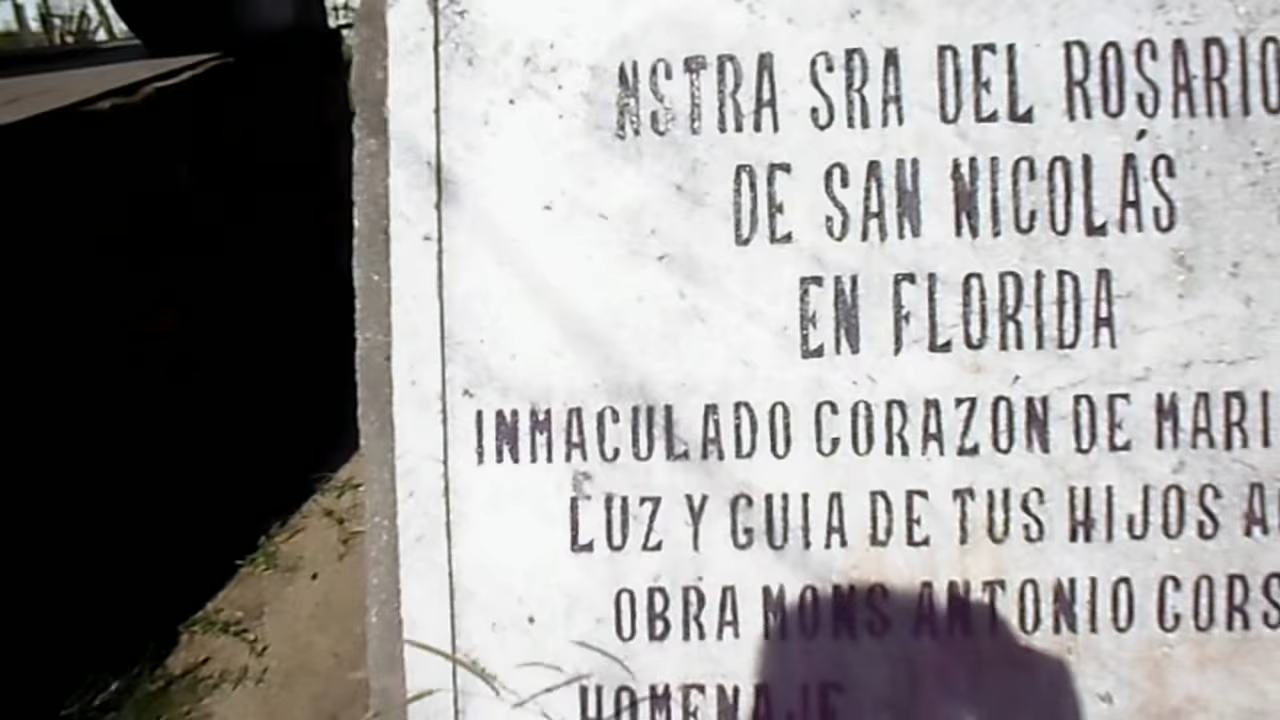 NSTRA SRA DEL ROSARIO
DE SAN NICOLÁS
EN FLORIDA
INMACULADO CORAZÓN DE MARI
LUZ Y GUIA DE TUS HIJOS
OBRA MONS ANTONIO CORS
HOMENAJE